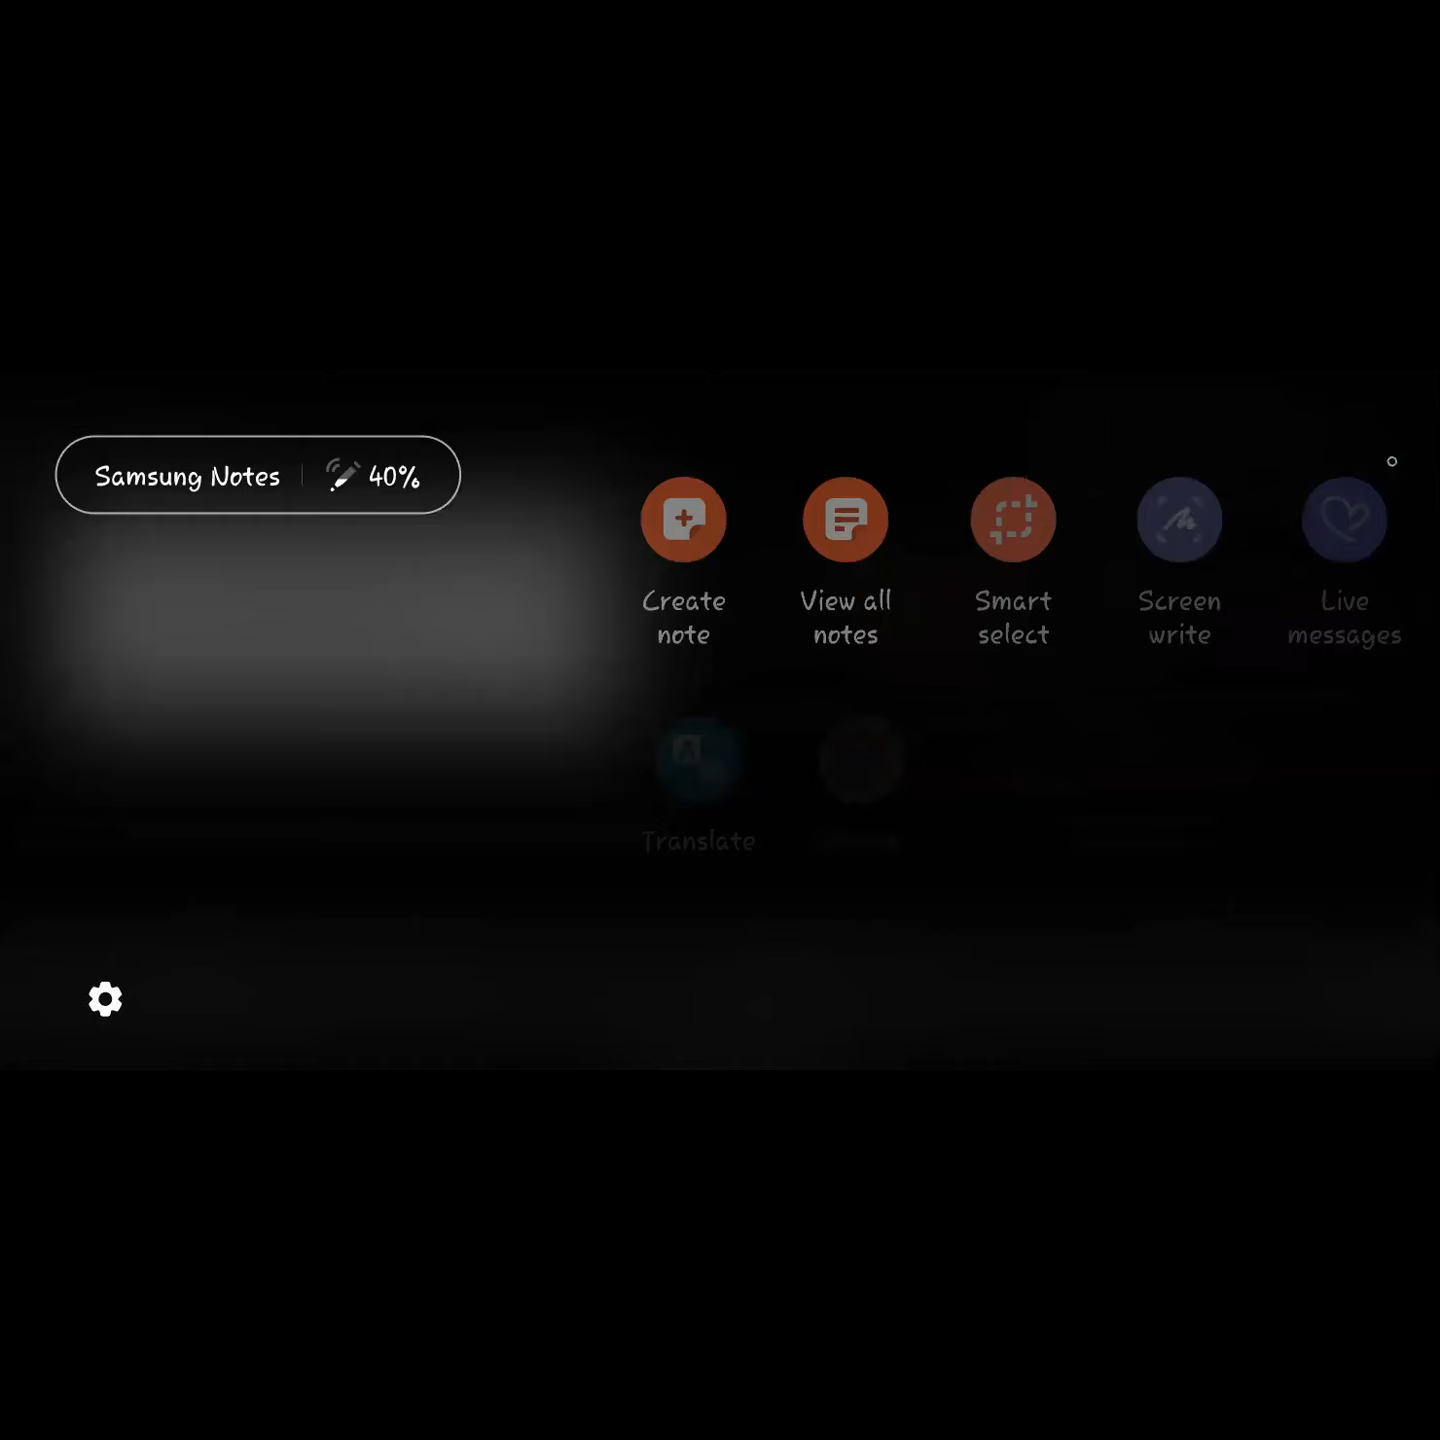 Samsung Notes 40%
Create note
View all notes
Smart select
Screen write
Live messages
Translate